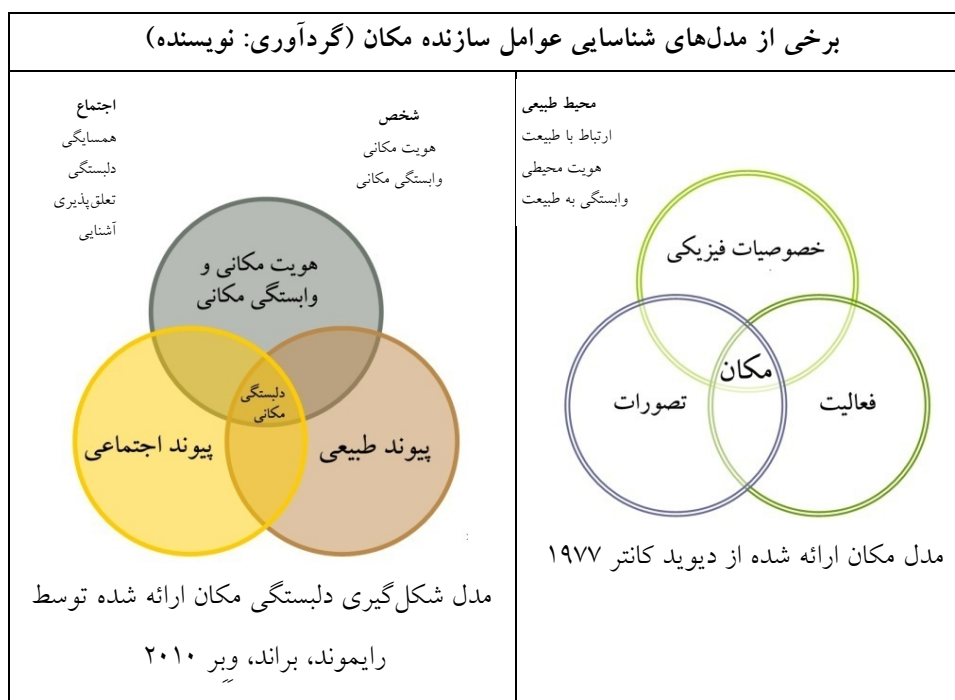 برخی از مدل‌های شناسایی عوامل سازنده مکان (گردآوری: نویسنده)
محیط طبیعی
ارتباط با طبیعت
هویت محیطی
وابستگی به طبیعت
خصوصیات فیزیکی
مکان
فعالیت
تصورات
مدل مکان ارائه شده از دیوید کانتر ۱۹۷۷
شخص
هویت مکانی
وابستگی مکانی
اجتماع
همسایگی
دلبستگی
تعلق‌پذیری
آشنایی
هویت مکانی و
وابستگی مکانی
دلبستگی
مکانی
پیوند طبیعی
پیوند اجتماعی
مدل شکل‌گیری دلبستگی مکان ارائه شده توسط
رایموند، براند، وبر ۲۰۱۰